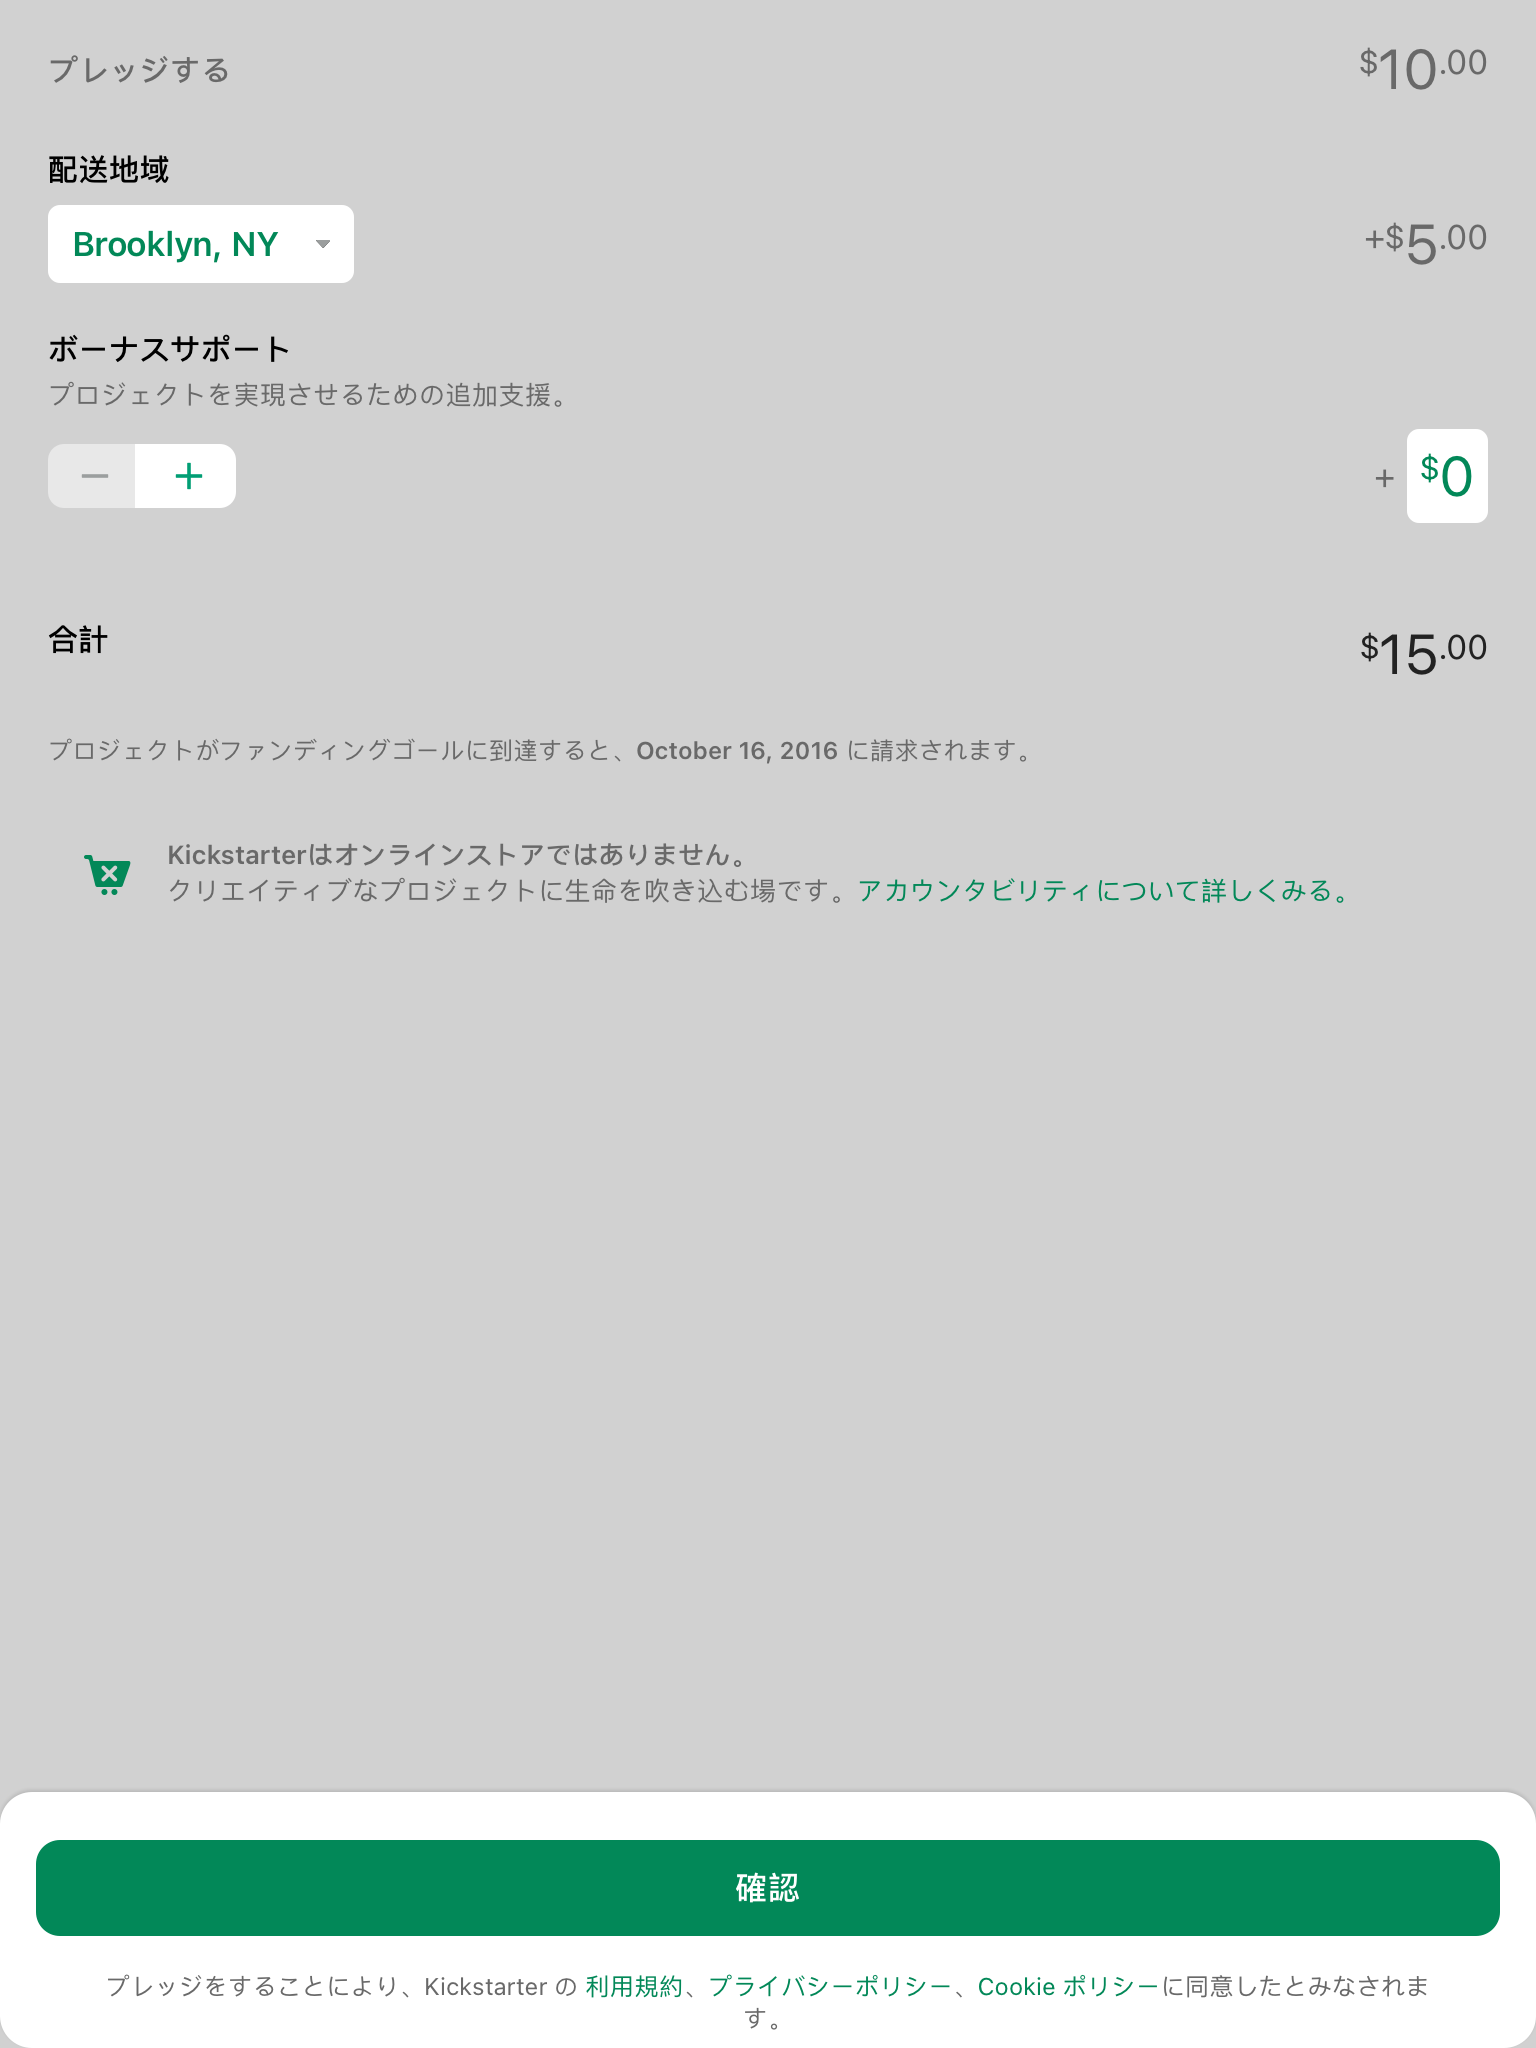 プレッジする
$10.00
配送地域
Brooklyn, NY
+$5.00
ボーナスサポート
プロジェクトを実現させるための追加支援。
− +
+ $0
合計
$15.00
プロジェクトがファンディングゴールに到達すると、October 16, 2016 に請求されます。
Kickstarterはオンラインストアではありません。
クリエイティブなプロジェクトに生命を吹き込む場です。アカウンタビリティについて詳しくみる。
確認
プレッジをすることにより、Kickstarter の 利用規約、プライバシーポリシー、Cookie ポリシーに同意したとみなされま
す。